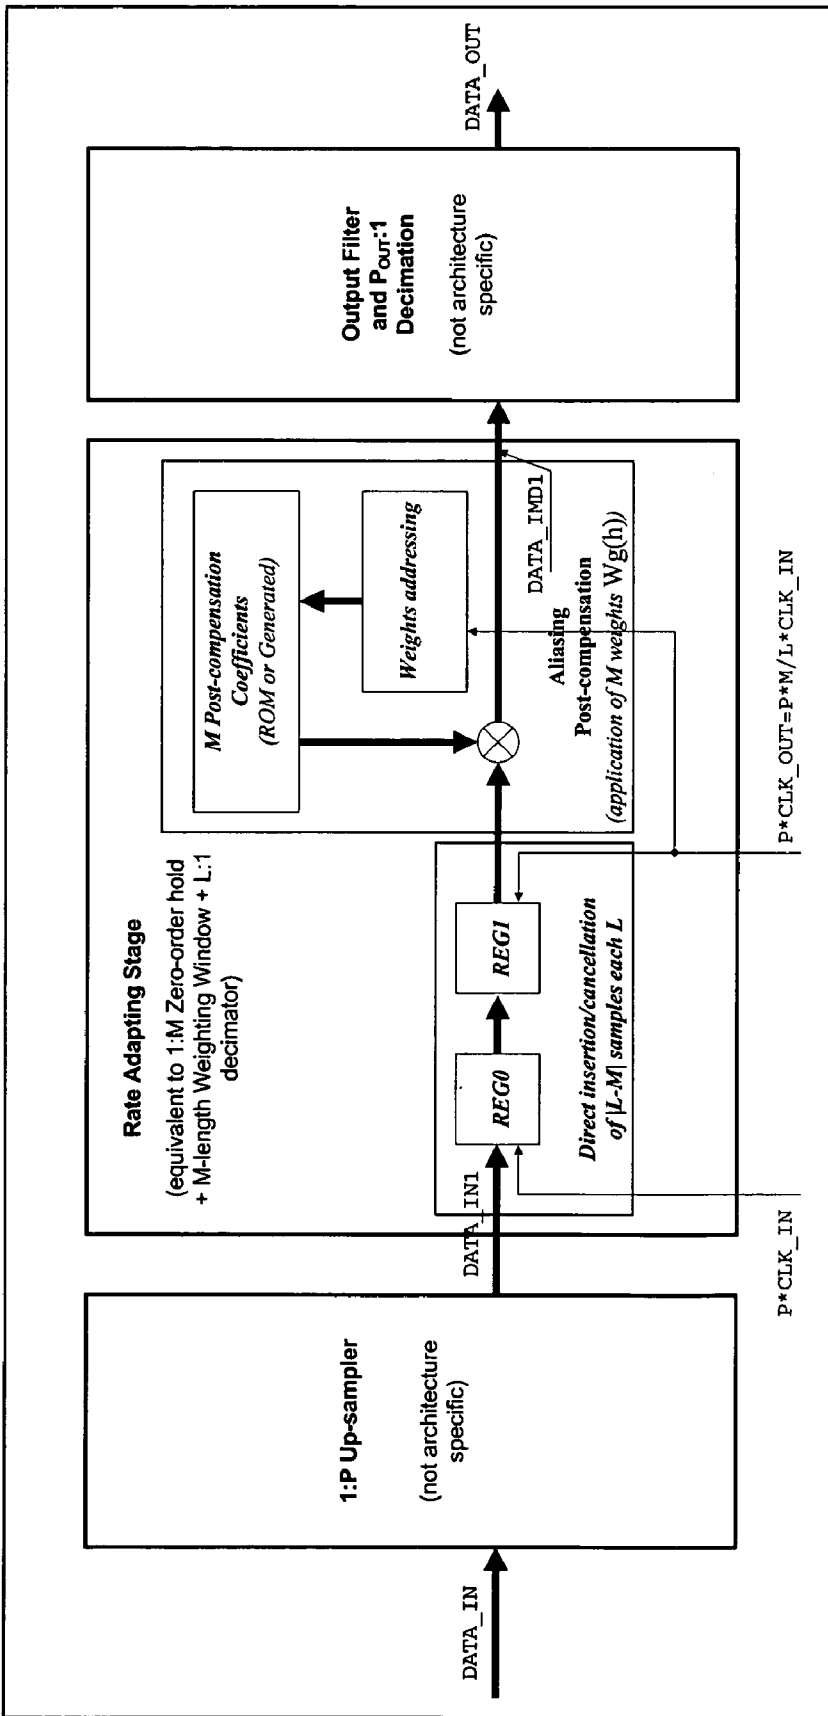 DATA_IN
1:P Up-sampler
(not architecture
specific)
DATA_IN1
P*CLK_IN
Rate Adapting Stage
(equivalent to 1:M Zero-order hold
+ M-length Weighting Window + L:1
decimator)
REG0
REG1
Direct insertion/cancellation
of |L-M| samples each L
M Post-compensation
Coefficients
(ROM or Generated)
Weights addressing
DATA_IMD1
Aliasing
Post-compensation
(application of M weights Wg(h))
P*CLK_OUT=P*M/L*CLK_IN
Output Filter
and POUT:1
Decimation
(not architecture
specific)
DATA_OUT